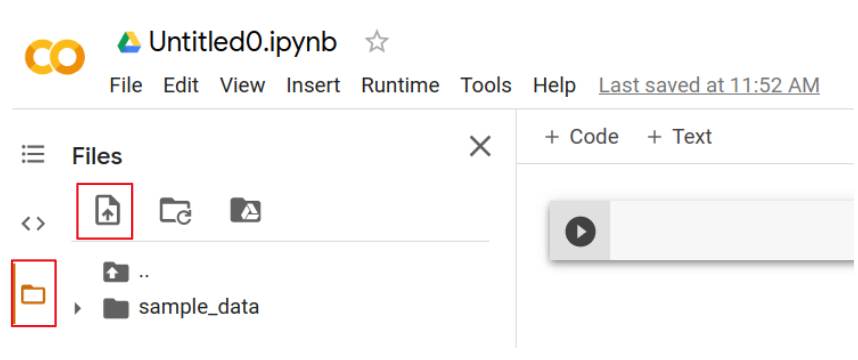 Untitled0.ipynb
File Edit View Insert Runtime Tools Help Last saved at 11:52 AM
Files
+ Code + Text
..
sample_data